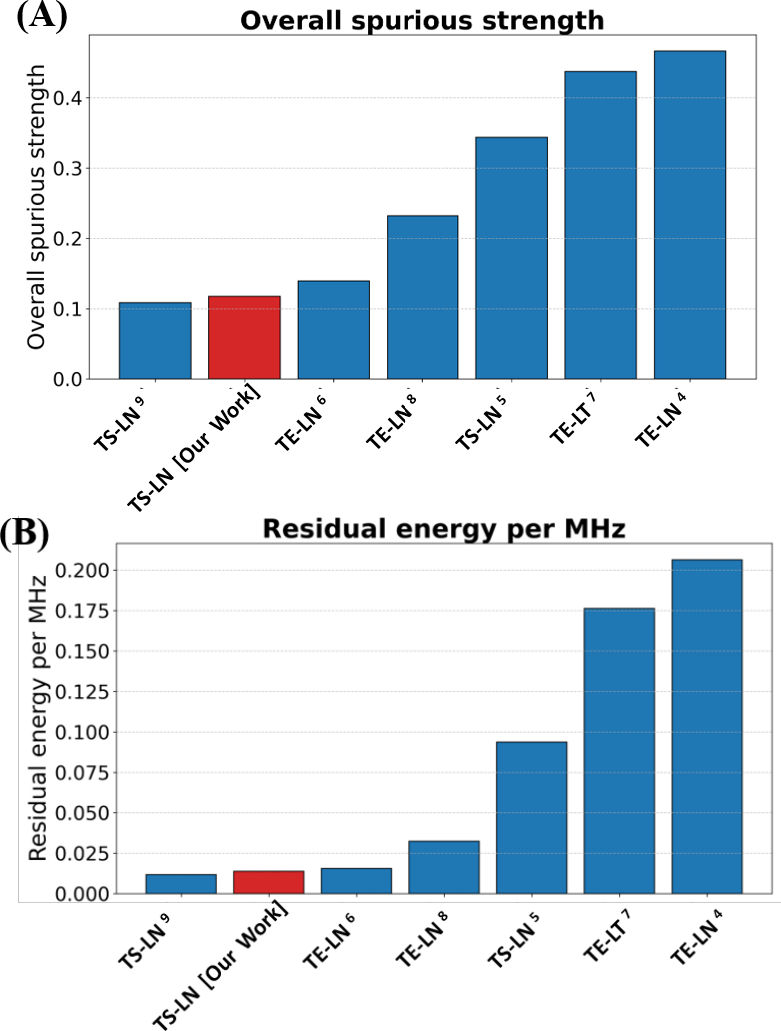 (A)
Overall spurious strength
Overall spurious strength
0.4
0.3
0.2
0.1
0.0
TS-LN 9
TS-LN [Our Work]
TE-LN 6
TE-LN 8
TS-LN 5
TE-LT 7
TE-LN 4
(B)
Residual energy per MHz
Residual energy per MHz
0.200
0.175
0.150
0.125
0.100
0.075
0.050
0.025
0.000
TS-LN 9
TS-LN [Our Work]
TE-LN 6
TE-LN 8
TS-LN 5
TE-LT 7
TE-LN 4